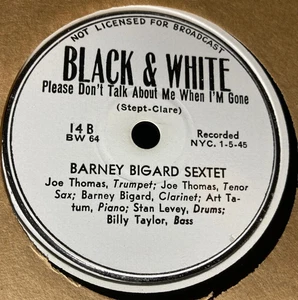 NOT LICENSED FOR BROADCAST
BLACK & WHITE
Please Don't Talk About Me When I'M Gone
(Stept-Clare)
14 B
BW 64
Recorded
NYC. 1-5-45
BARNEY BIGARD SEXTET
Joe Thomas, Trumpet; Joe Thomas, Tenor
Sax; Barney Bigard, Clarinet; Art Ta-
tum, Piano; Stan Levey, Drums;
Billy Taylor, Bass